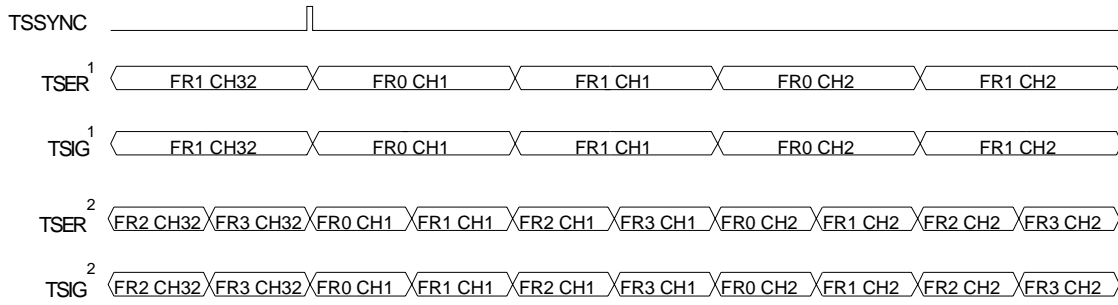 TSSYNC
TSER1 FR1 CH32 FR0 CH1 FR1 CH1 FR0 CH2 FR1 CH2
TSIG1 FR1 CH32 FR0 CH1 FR1 CH1 FR0 CH2 FR1 CH2
TSER2 FR2 CH32 FR3 CH32 FR0 CH1 FR1 CH1 FR2 CH1 FR3 CH1 FR0 CH2 FR1 CH2 FR2 CH2 FR3 CH2
TSIG2 FR2 CH32 FR3 CH32 FR0 CH1 FR1 CH1 FR2 CH1 FR3 CH1 FR0 CH2 FR1 CH2 FR2 CH2 FR3 CH2